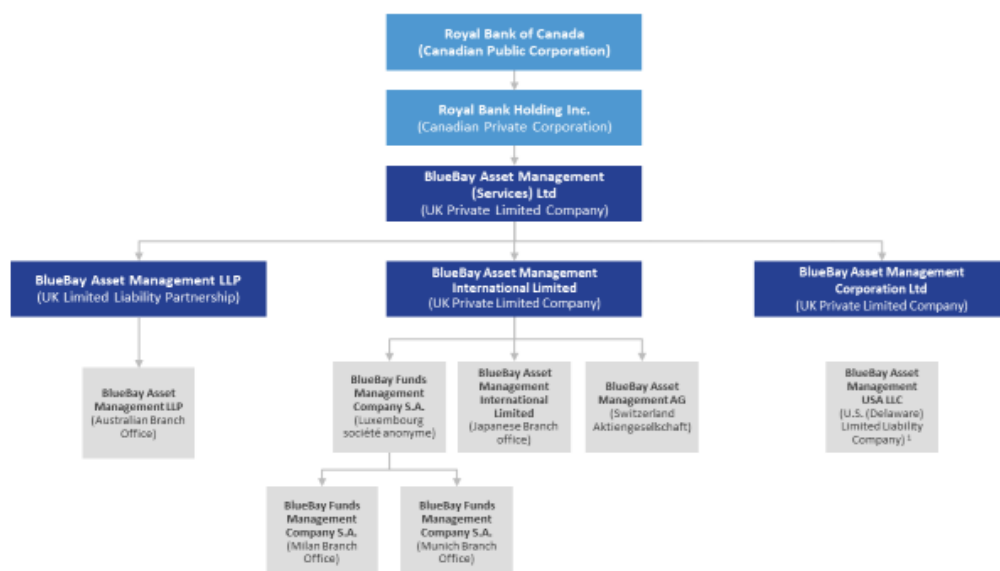 Royal Bank of Canada
(Canadian Public Corporation)
Royal Bank Holding Inc.
(Canadian Private Corporation)
BlueBay Asset Management
(Services) Ltd
(UK Private Limited Company)
BlueBay Asset Management LLP
(UK Limited Liability Partnership)
BlueBay Asset Management
International Limited
(UK Private Limited Company)
BlueBay Asset Management
Corporation Ltd
(UK Private Limited Company)
BlueBay Asset
Management LLP
(Australian Branch
Office)
BlueBay Funds
Management
Company S.A.
(Luxembourg
société anonyme)
BlueBay Asset
Management
International
Limited
(Japanese Branch
office)
BlueBay Asset
Management AG
(Switzerland
Aktiengesellschaft)
BlueBay Asset
Management
USA LLC
(U.S. (Delaware)
Limited Liability
Company) ¹
BlueBay Funds
Management
Company S.A.
(Milan Branch
Office)
BlueBay Funds
Management
Company S.A.
(Munich Branch
Office)